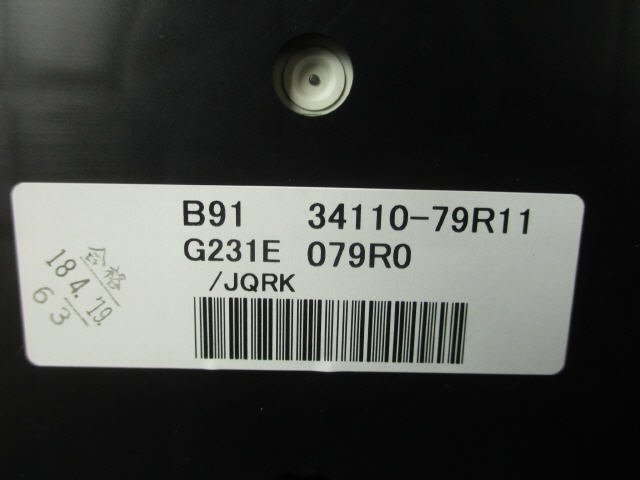 B91 34110-79R11
G231E 079R0
/JQRK
合格
18 4.19.
63